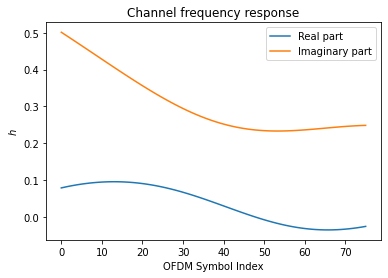 Channel frequency response
Real part
Imaginary part
h
0.5
0.4
0.3
0.2
0.1
0.0
0 10 20 30 40 50 60 70
OFDM Symbol Index